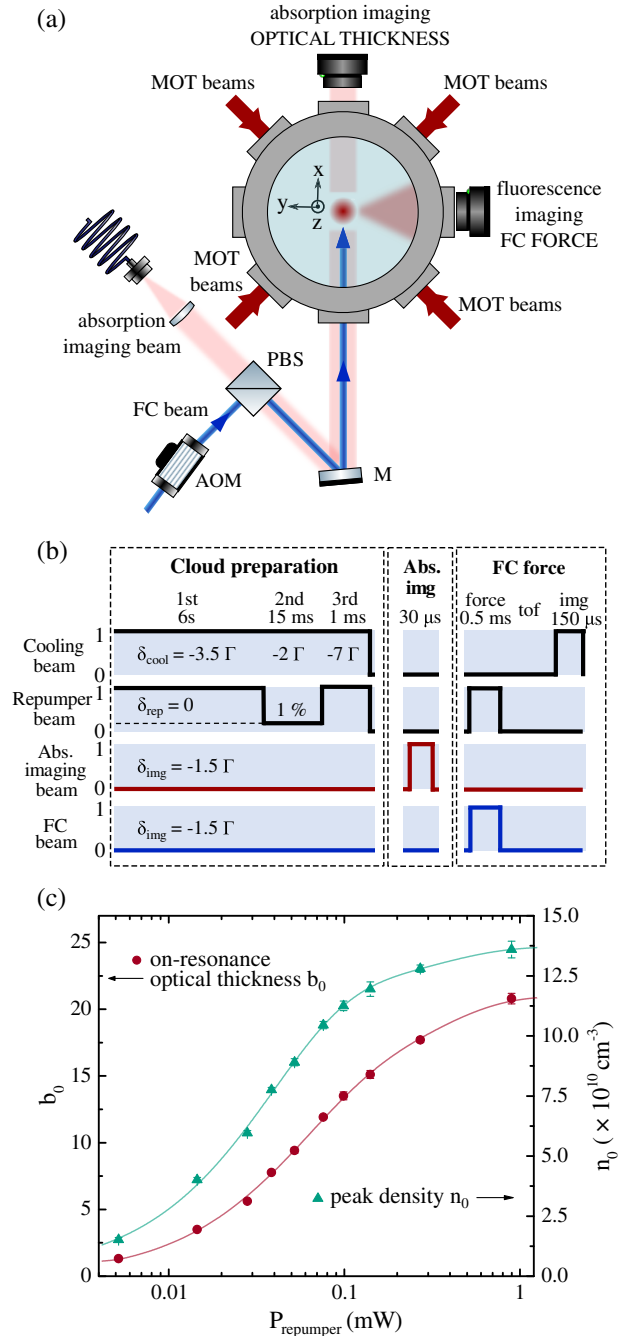 (a)
absorption imaging
OPTICAL THICKNESS
MOT beams
MOT beams
x
y
z
fluorescence
imaging
FC FORCE
MOT
beams
MOT beams
absorption
imaging beam
PBS
FC beam
AOM
M
(b)
Cloud preparation
Abs.
img
FC force
1st
6s
2nd
15 ms
3rd
1 ms
30 μs
force
0.5 ms
tof
img
150 μs
Cooling
beam
1
0
δcool = -3.5 Γ
-2 Γ
-7 Γ
Repumper
beam
1
0
δrep = 0
1 %
Abs.
imaging
beam
1
0
δimg = -1.5 Γ
FC
beam
1
0
δimg = -1.5 Γ
(c)
on-resonance
optical thickness b0
peak density n0
b0
25
20
15
10
5
0
n0 ( × 10^10 cm^-3)
15.0
12.5
10.0
7.5
5.0
2.5
0.0
0.01
0.1
1
Prepumper (mW)